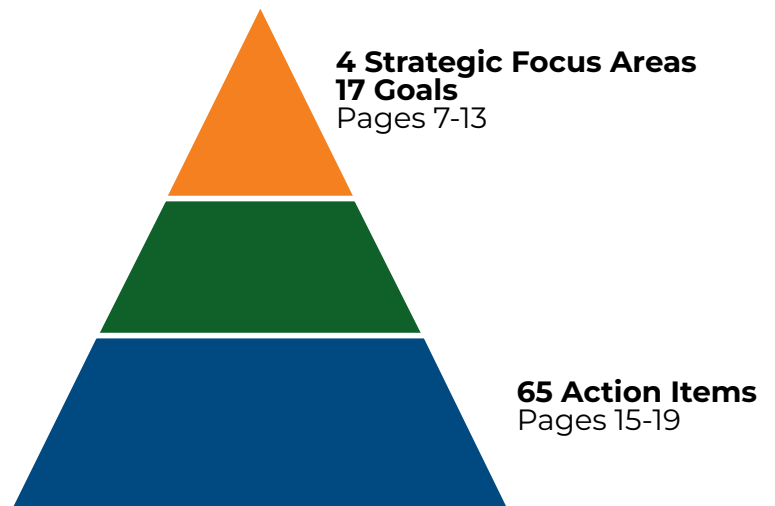 4 Strategic Focus Areas
17 Goals
Pages 7-13
65 Action Items
Pages 15-19